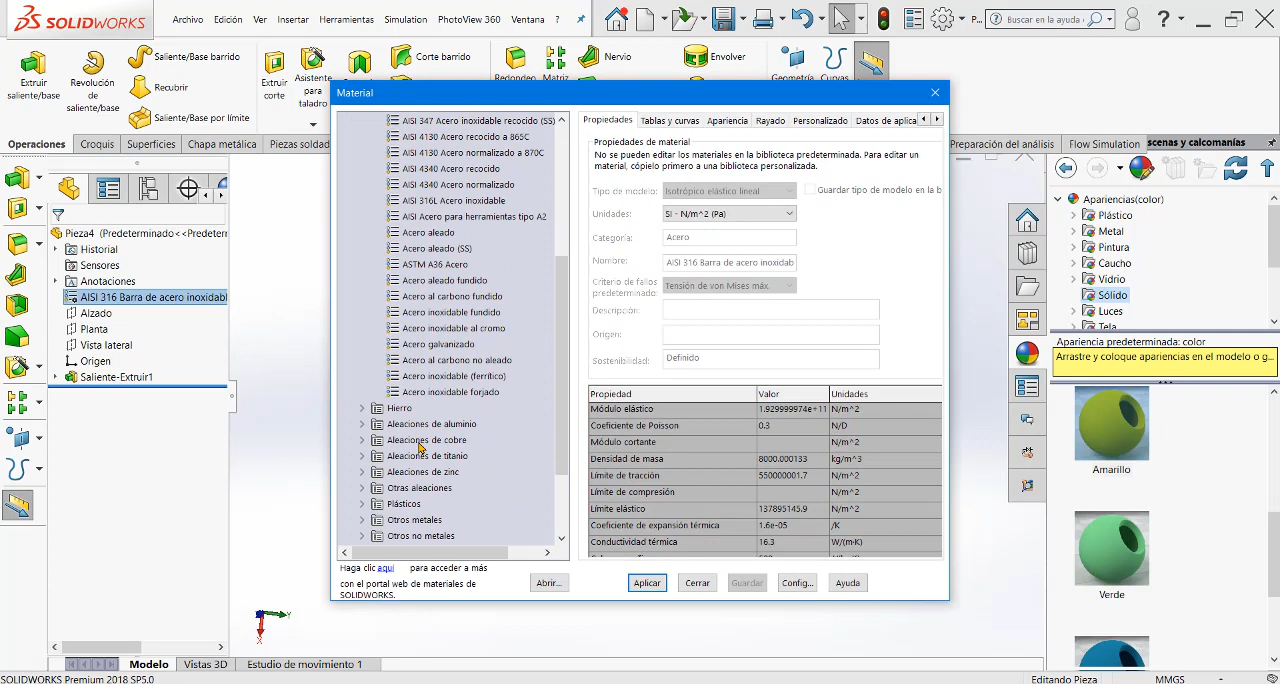 SOLIDWORKS
Archivo Edición Ver Insertar Herramientas Simulation PhotoView 360 Ventana ?
P... Buscar en la ayuda
?
Extruir saliente/base
Revolución de saliente/base
Saliente/Base barrido
Recubrir
Saliente/Base por límite
Extruir corte
Asistente para taladro
Corte barrido
Redondeo
Matriz
Nervio
Envolver
Geometría
Curvas
Operaciones Croquis Superficies Chapa metálica Piezas soldad
Preparación del análisis Flow Simulation
scenas y calcomanías
Pieza4 (Predeterminado<<Predeterr
Historial
Sensores
Anotaciones
AISI 316 Barra de acero inoxidabl
Alzado
Planta
Vista lateral
Origen
Saliente-Extruir1
Material
AISI 347 Acero inoxidable recocido (SS)
AISI 4130 Acero recocido a 865C
AISI 4130 Acero normalizado a 870C
AISI 4340 Acero recocido
AISI 4340 Acero normalizado
AISI 316L Acero inoxidable
AISI Acero para herramientas tipo A2
Acero aleado
Acero aleado (SS)
ASTM A36 Acero
Acero aleado fundido
Acero al carbono fundido
Acero inoxidable fundido
Acero inoxidable al cromo
Acero galvanizado
Acero al carbono no aleado
Acero inoxidable (ferrítico)
Acero inoxidable forjado
Hierro
Aleaciones de aluminio
Aleaciones de cobre
Aleaciones de titanio
Aleaciones de zinc
Otras aleaciones
Plásticos
Otros metales
Otros no metales
Haga clic aquí para acceder a más
con el portal web de materiales de
SOLIDWORKS.
Abrir...
Propiedades Tablas y curvas Apariencia Rayado Personalizado Datos de aplica
Propiedades de material
No se pueden editar los materiales en la biblioteca predeterminada. Para editar un
material, cópielo primero a una biblioteca personalizada.
Tipo de modelo: Isotrópico elástico lineal Guardar tipo de modelo en la b
Unidades: SI - N/m^2 (Pa)
Categoría: Acero
Nombre: AISI 316 Barra de acero inoxidab
Criterio de fallos
predeterminado: Tensión de von Mises máx.
Descripción:
Origen:
Sostenibilidad: Definido
Propiedad Valor Unidades
Módulo elástico 1.929999974e+11 N/m^2
Coeficiente de Poisson 0.3 N/D
Módulo cortante N/m^2
Densidad de masa 8000.000133 kg/m^3
Límite de tracción 550000001.7 N/m^2
Límite de compresión N/m^2
Límite elástico 137895145.9 N/m^2
Coeficiente de expansión térmica 1.6e-05 /K
Conductividad térmica 16.3 W/(m·K)
Aplicar Cerrar Guardar Config... Ayuda
Apariencias(color)
Plástico
Metal
Pintura
Caucho
Vidrio
Sólido
Luces
Tela
Apariencia predeterminada: color
Arrastre y coloque apariencias en el modelo o g...
Amarillo
Verde
Y
X
Modelo Vistas 3D Estudio de movimiento 1
SOLIDWORKS Premium 2018 SP5.0
Editando Pieza MMGS